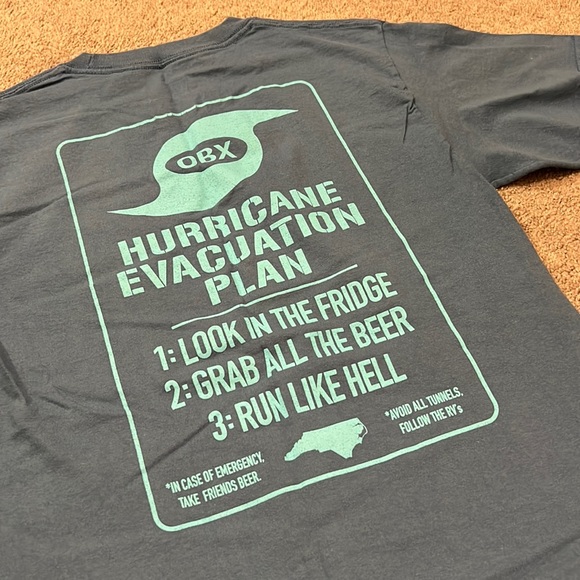 OBX
HURRICANE
EVACUATION
PLAN
1: LOOK IN THE FRIDGE
2: GRAB ALL THE BEER
3: RUN LIKE HELL
*IN CASE OF EMERGENCY,
TAKE FRIENDS BEER.
*AVOID ALL TUNNELS,
FOLLOW THE RV's